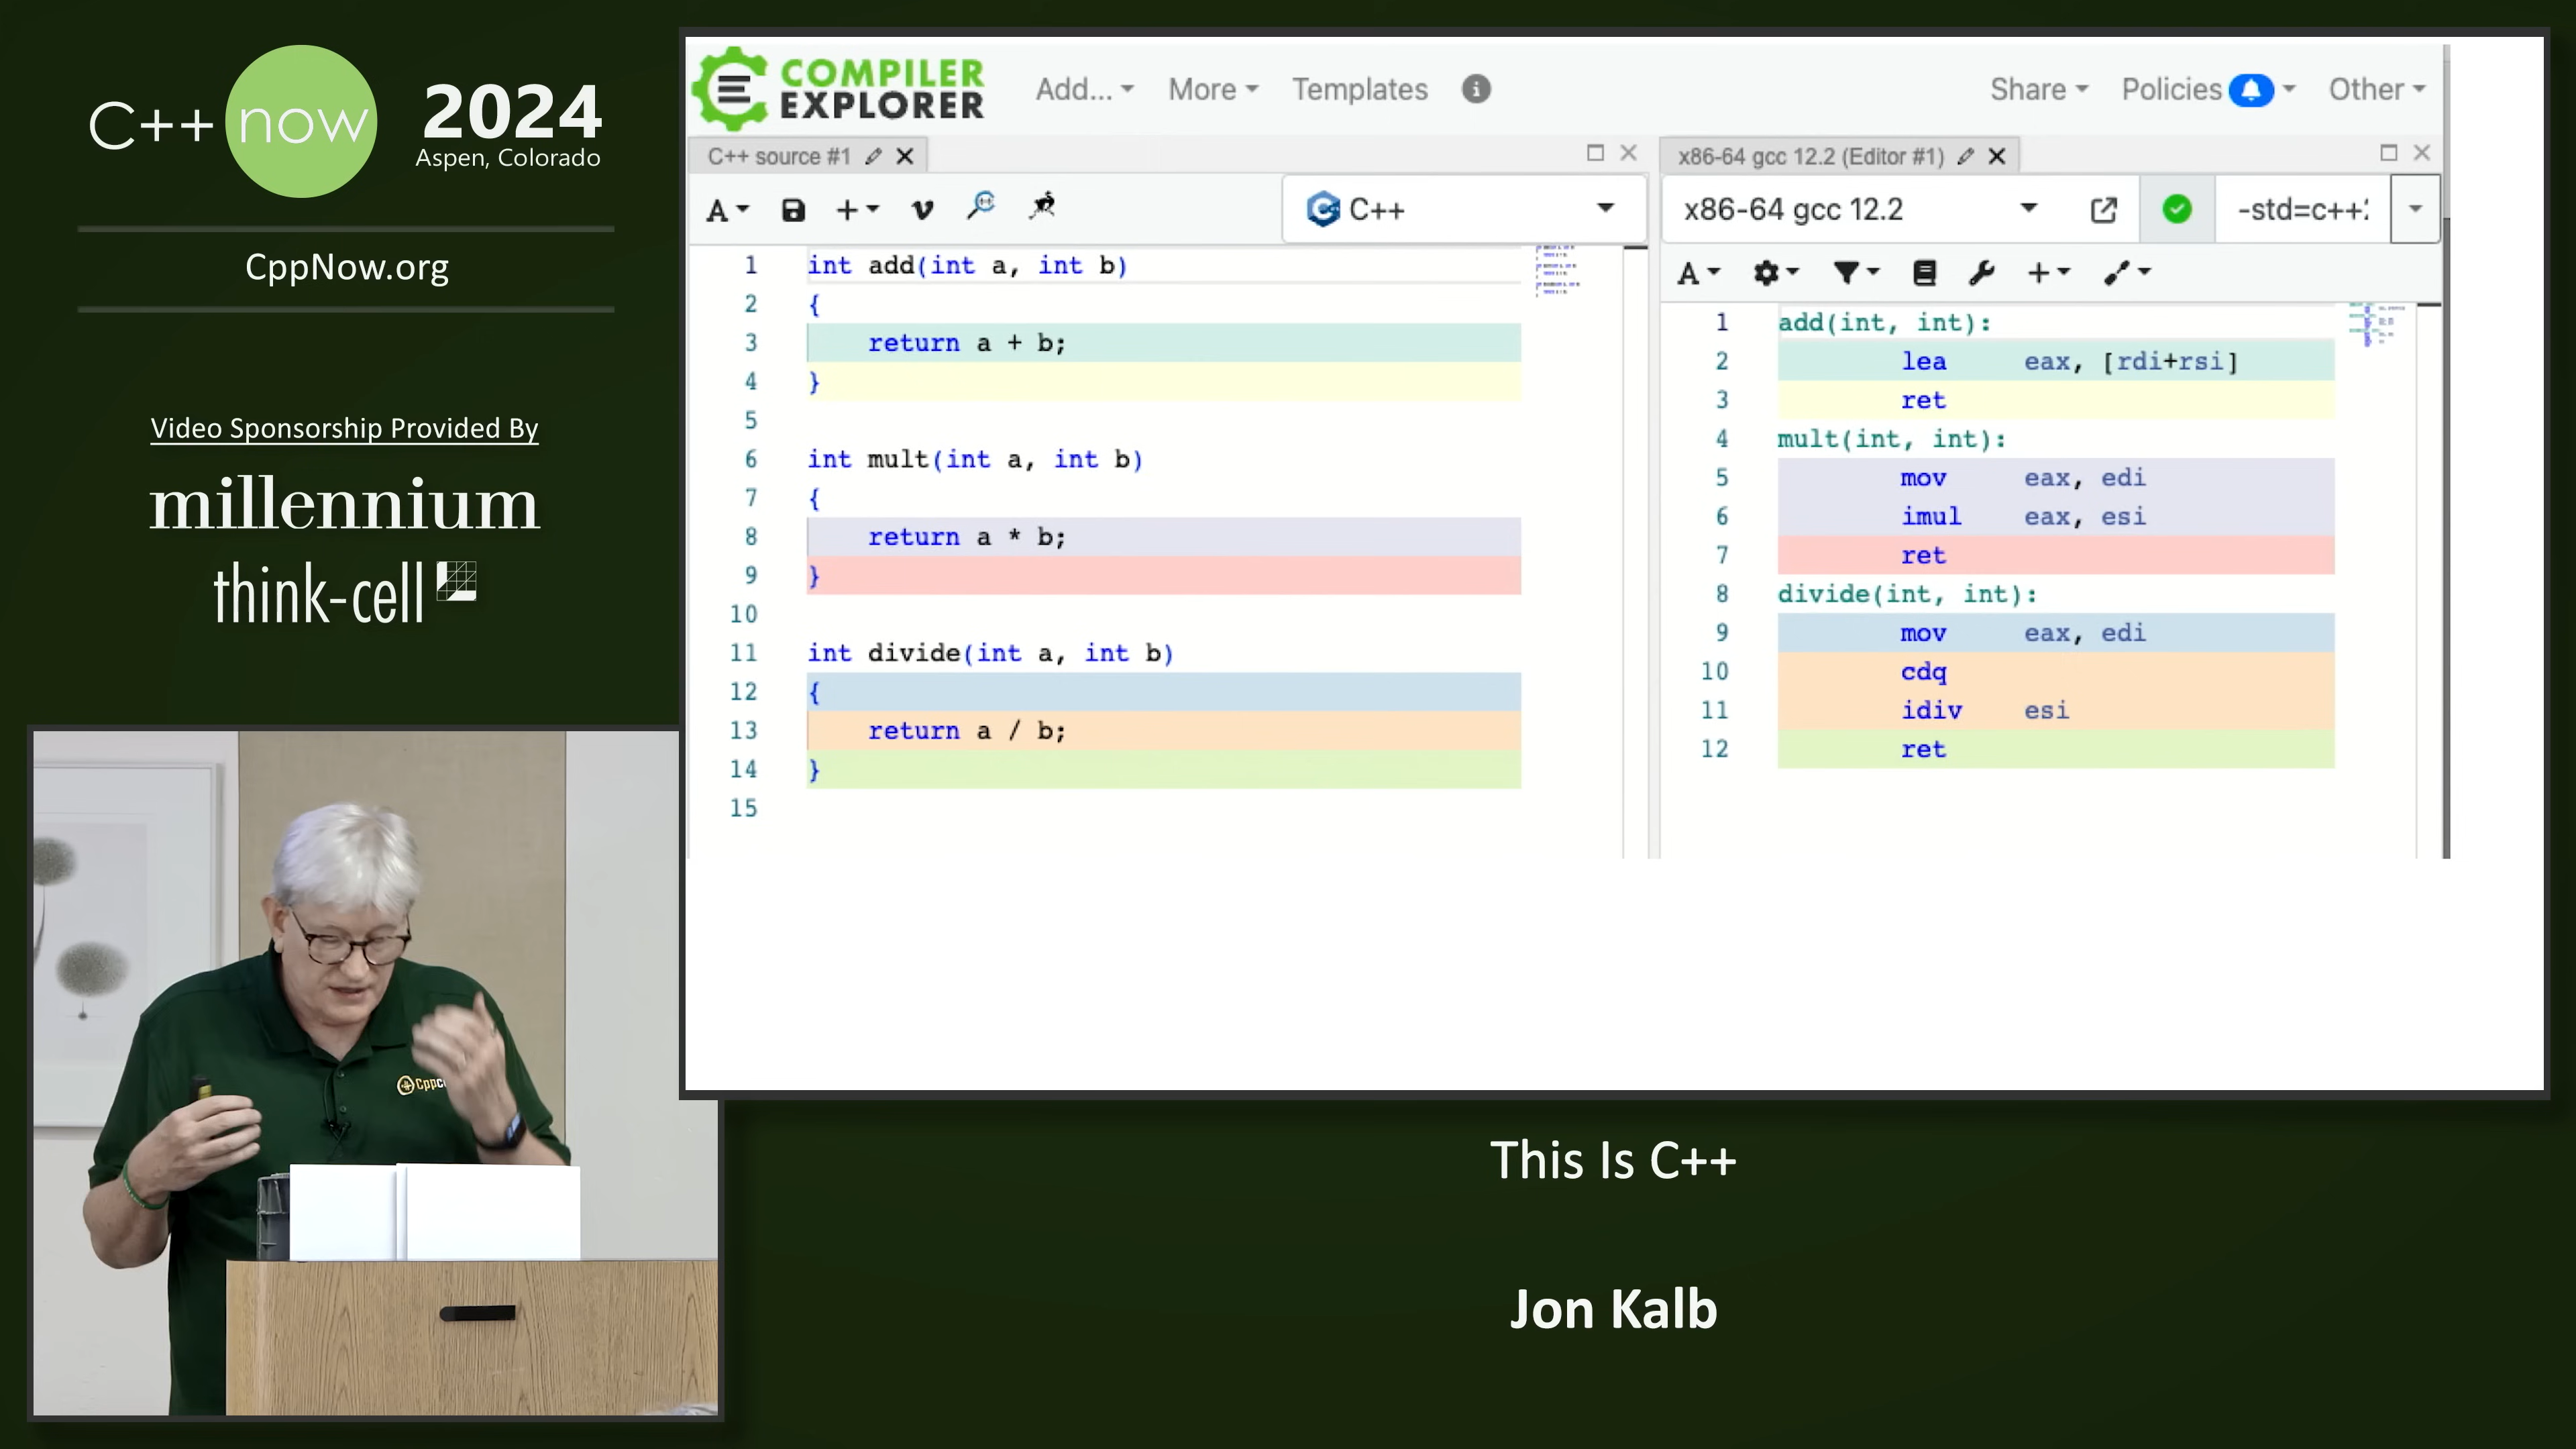 C++ now 2024
Aspen, Colorado
CppNow.org
Video Sponsorship Provided By
millennium
think-cell
COMPILER EXPLORER
Add... More Templates
Share Policies Other
C++ source #1
A
C++
1 int add(int a, int b)
2 {
3 return a + b;
4 }
5
6 int mult(int a, int b)
7 {
8 return a * b;
9 }
10
11 int divide(int a, int b)
12 {
13 return a / b;
14 }
15
x86-64 gcc 12.2 (Editor #1)
x86-64 gcc 12.2
-std=c++
A
1 add(int, int):
2 lea eax, [rdi+rsi]
3 ret
4 mult(int, int):
5 mov eax, edi
6 imul eax, esi
7 ret
8 divide(int, int):
9 mov eax, edi
10 cdq
11 idiv esi
12 ret
This Is C++
Jon Kalb